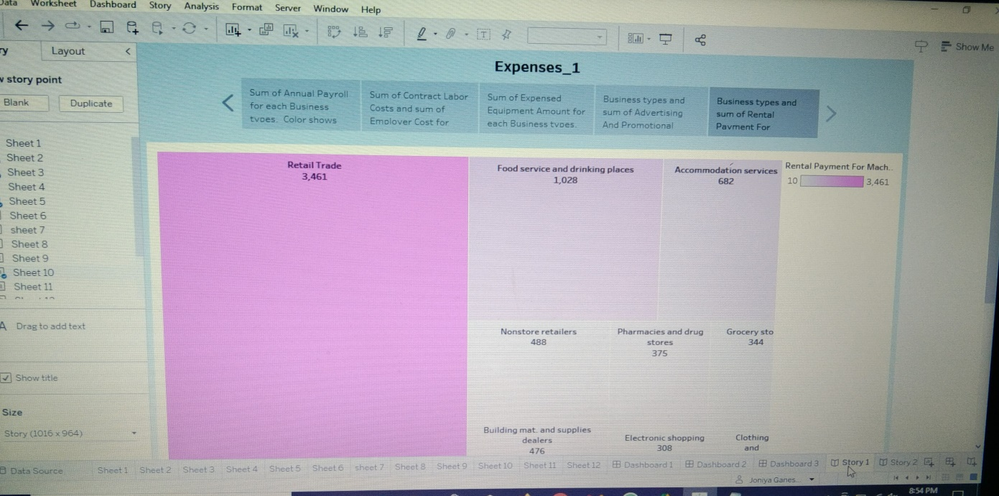 Data Worksheet Dashboard Story Analysis Format Server Window Help
Show Me
Layout
Expenses_1
story point
Blank
Duplicate
Sum of Annual Payroll
for each Business
types. Color shows
Sum of Contract Labor
Costs and sum of
Employer Cost for
Sum of Expensed
Equipment Amount for
each Business types.
Business types and
sum of Advertising
And Promotional
Business types and
sum of Rental
Payment For
Sheet 1
Sheet 2
Sheet 3
Sheet 4
Sheet 5
Sheet 6
sheet 7
Sheet 8
Sheet 9
Sheet 10
Sheet 11
A Drag to add text
Show title
Size
Story (1016 x 964)
Retail Trade
3,461
Food service and drinking places
1,028
Accommodation services
682
Rental Payment For Mach..
10 3,461
Nonstore retailers
488
Pharmacies and drug
stores
375
Grocery sto
344
Building mat. and supplies
dealers
476
Electronic shopping
308
Clothing
and
Data Source Sheet 1 Sheet 2 Sheet 3 Sheet 4 Sheet 5 Sheet 6 sheet 7 Sheet 8 Sheet 9 Sheet 10 Sheet 11 Sheet 12 Dashboard 1 Dashboard 2 Dashboard 3 Story 1 Story 2
Joniya Ganes...
8:54 PM